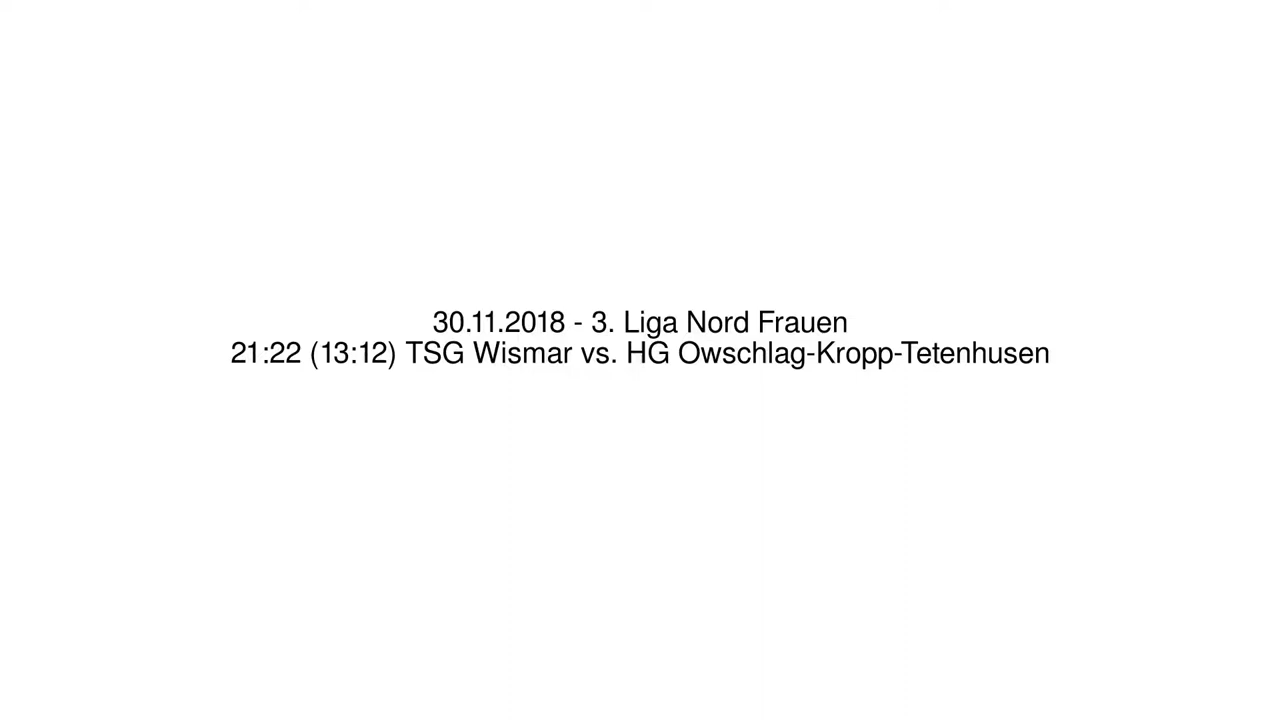 30.11.2018 - 3. Liga Nord Frauen
21:22 (13:12) TSG Wismar vs. HG Owschlag-Kropp-Tetenhusen